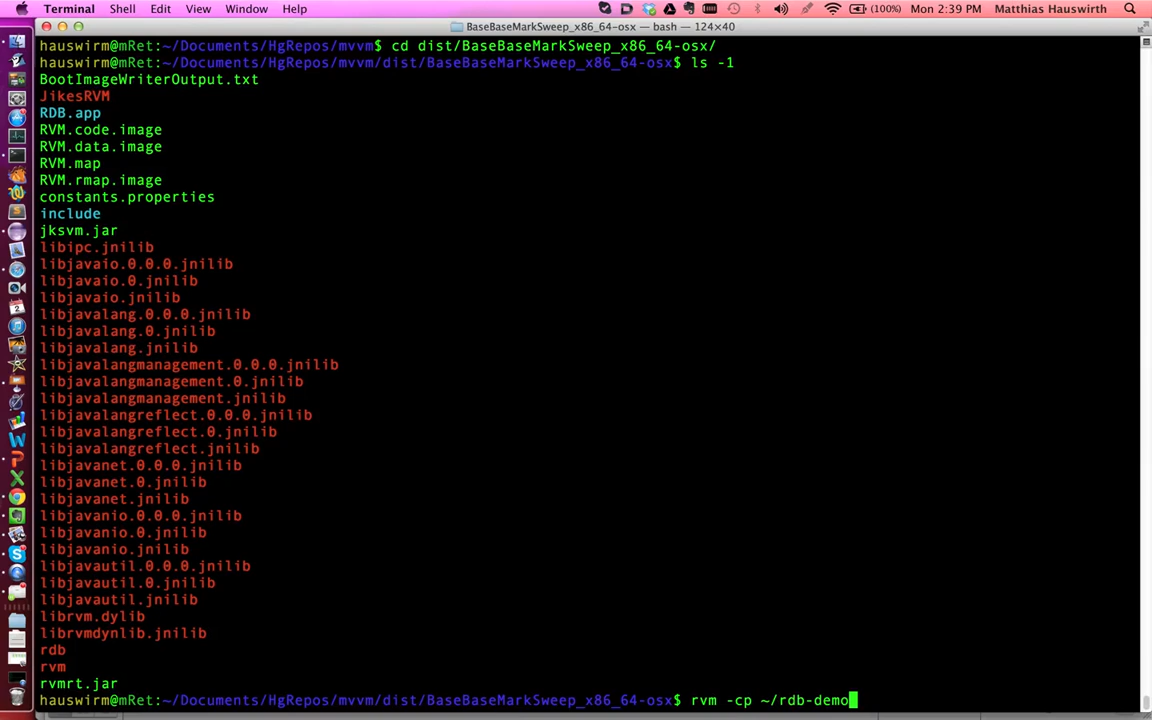 Terminal Shell Edit View Window Help (100%) Mon 2:39 PM Matthias Hauswirth
BaseBaseMarkSweep_x86_64-osx — bash — 124×40
hauswirm@mRet:~/Documents/HgRepos/mvvm$ cd dist/BaseBaseMarkSweep_x86_64-osx/
hauswirm@mRet:~/Documents/HgRepos/mvvm/dist/BaseBaseMarkSweep_x86_64-osx$ ls -1
BootImageWriterOutput.txt
JikesRVM
RDB.app
RVM.code.image
RVM.data.image
RVM.map
RVM.rmap.image
constants.properties
include
jksvm.jar
libipc.jnilib
libjavaio.0.0.0.jnilib
libjavaio.0.jnilib
libjavaio.jnilib
libjavalang.0.0.0.jnilib
libjavalang.0.jnilib
libjavalang.jnilib
libjavalangmanagement.0.0.0.jnilib
libjavalangmanagement.0.jnilib
libjavalangmanagement.jnilib
libjavalangreflect.0.0.0.jnilib
libjavalangreflect.0.jnilib
libjavalangreflect.jnilib
libjavanet.0.0.0.jnilib
libjavanet.0.jnilib
libjavanet.jnilib
libjavanio.0.0.0.jnilib
libjavanio.0.jnilib
libjavanio.jnilib
libjavautil.0.0.0.jnilib
libjavautil.0.jnilib
libjavautil.jnilib
librvm.dylib
librvmdynlib.jnilib
rdb
rvm
rvmrt.jar
hauswirm@mRet:~/Documents/HgRepos/mvvm/dist/BaseBaseMarkSweep_x86_64-osx$ rvm -cp ~/rdb-demo